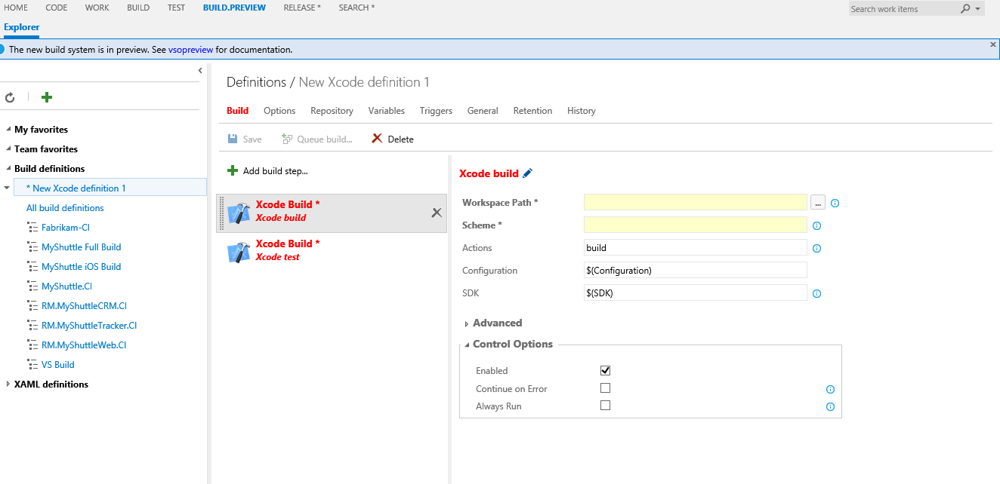 HOME CODE WORK BUILD TEST BUILD.PREVIEW RELEASE * SEARCH * Search work items
Explorer
The new build system is in preview. See vsopreview for documentation.
Definitions / New Xcode definition 1
Build Options Repository Variables Triggers General Retention History
Save Queue build... Delete
My favorites
Team favorites
Build definitions
* New Xcode definition 1
All build definitions
Fabrikam-CI
MyShuttle Full Build
MyShuttle iOS Build
MyShuttle.CI
RM.MyShuttleCRM.CI
RM.MyShuttleTracker.CI
RM.MyShuttleWeb.CI
VS Build
XAML definitions
Add build step...
Xcode Build *
Xcode build
Xcode Build *
Xcode test
Xcode build
Workspace Path * ...
Scheme *
Actions build
Configuration $(Configuration)
SDK $(SDK)
Advanced
Control Options
Enabled
Continue on Error
Always Run